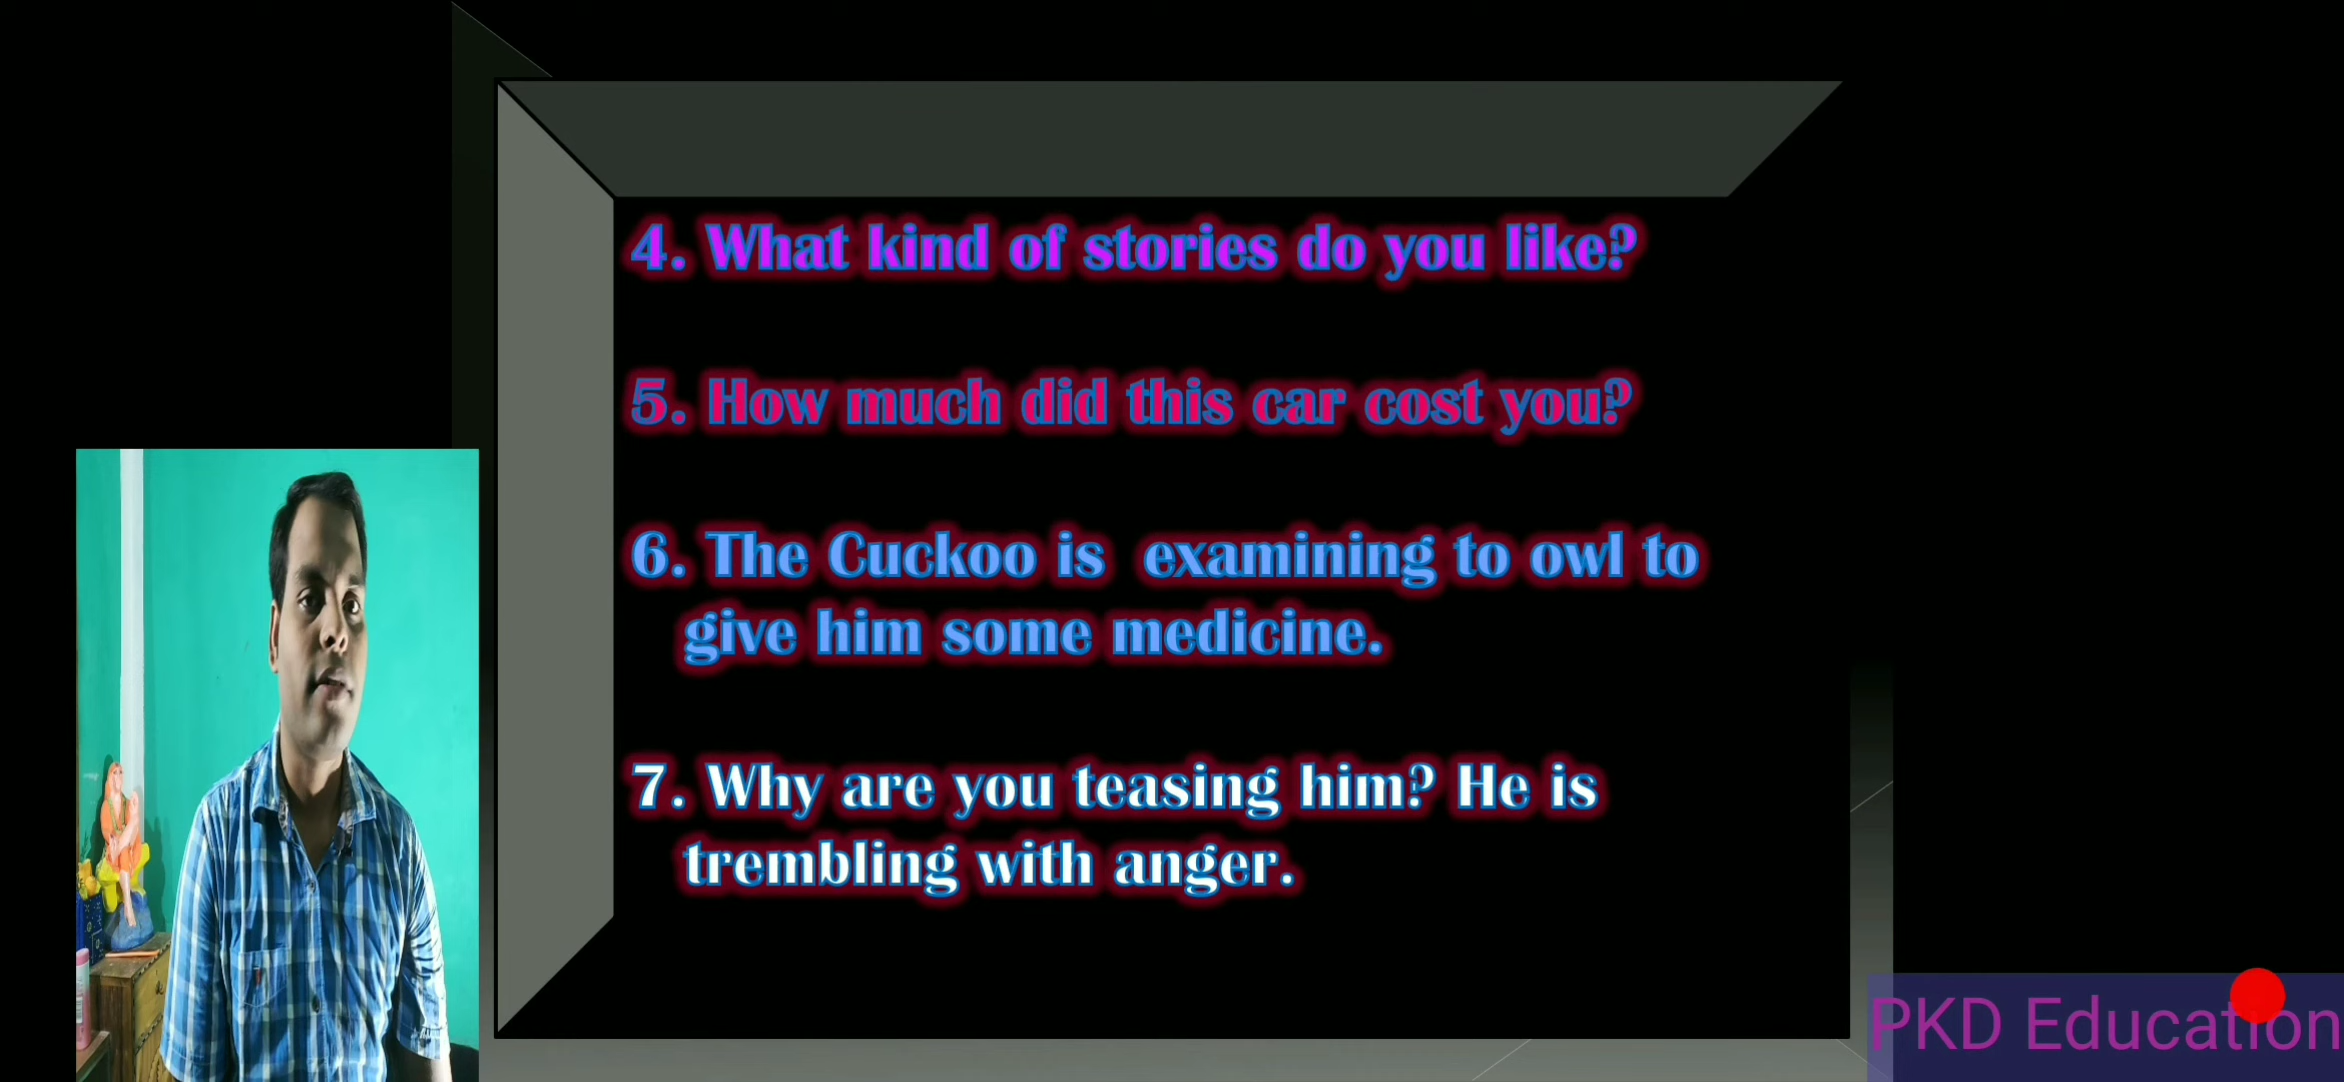 4. What kind of stories do you like?
5. How much did this car cost you?
6. The Cuckoo is examining to owl to
give him some medicine.
7. Why are you teasing him? He is
trembling with anger.
PKD Education